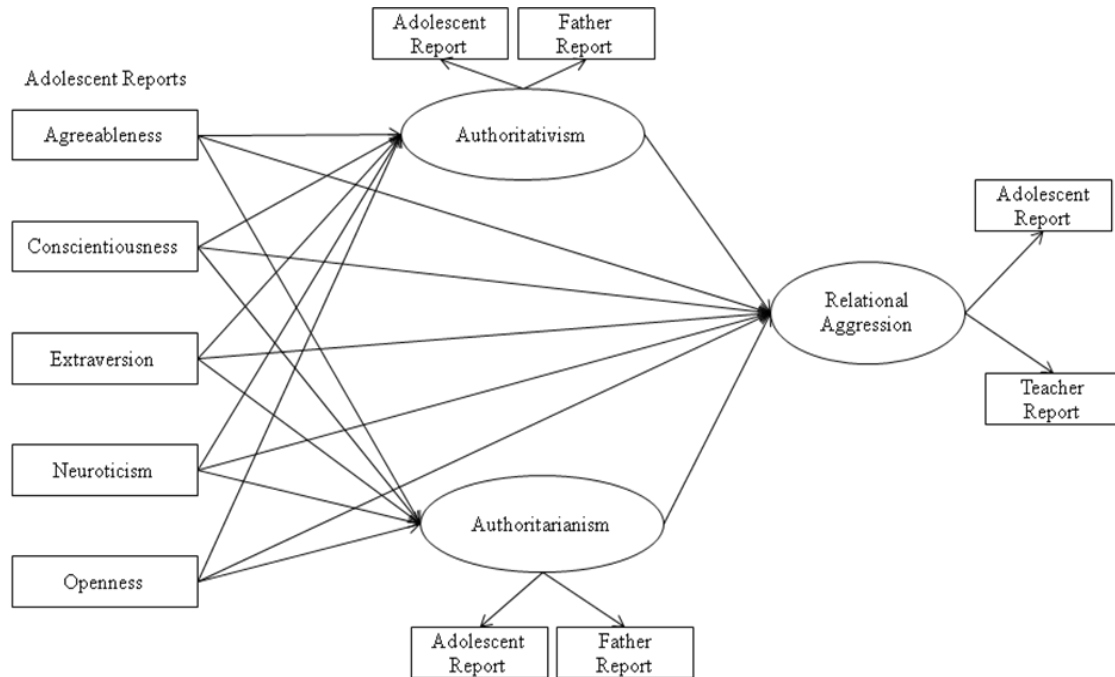 Adolescent
Report
Father
Report
Adolescent Reports
Agreeableness
Authoritativism
Conscientiousness
Adolescent
Report
Relational
Aggression
Extraversion
Teacher
Report
Neuroticism
Authoritarianism
Openness
Adolescent
Report
Father
Report